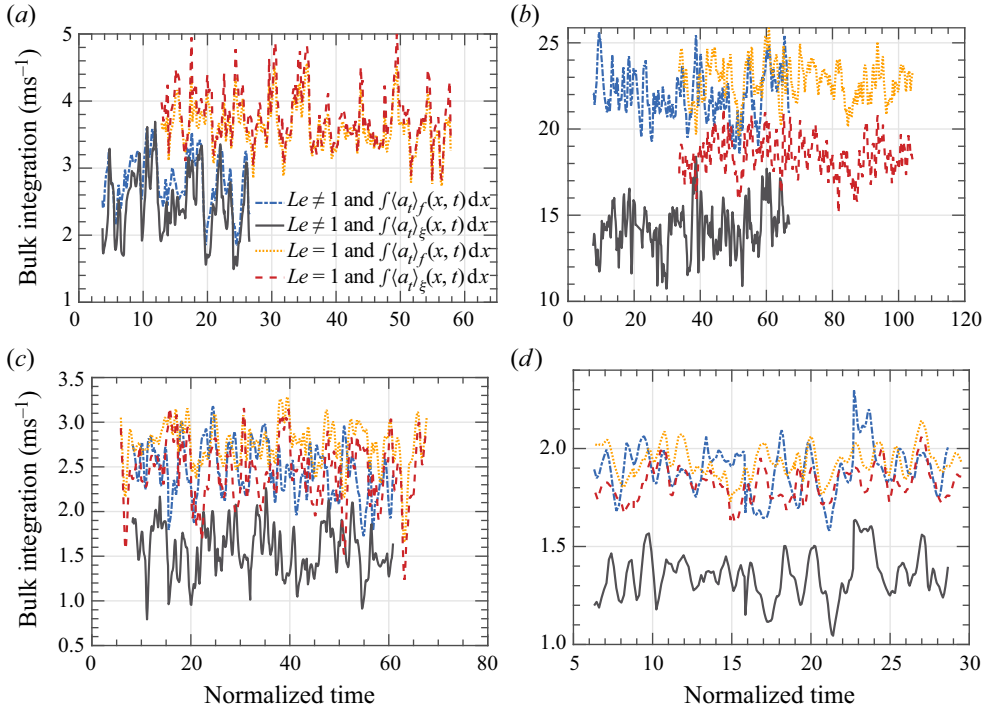 (a)
(b)
5
4
3
2
1
Bulk integration (ms⁻¹)
0 10 20 30 40 50 60
Le ≠ 1 and ∫⟨a_t⟩_f(x, t) dx
Le ≠ 1 and ∫⟨a_t⟩_ξ(x, t) dx
Le = 1 and ∫⟨a_t⟩_f(x, t) dx
Le = 1 and ∫⟨a_t⟩_ξ(x, t) dx
25
20
15
10
0 20 40 60 80 100 120
(c)
(d)
3.5
3.0
2.5
2.0
1.5
1.0
0.5
Bulk integration (ms⁻¹)
0 20 40 60 80
Normalized time
2.0
1.5
1.0
5 10 15 20 25 30
Normalized time